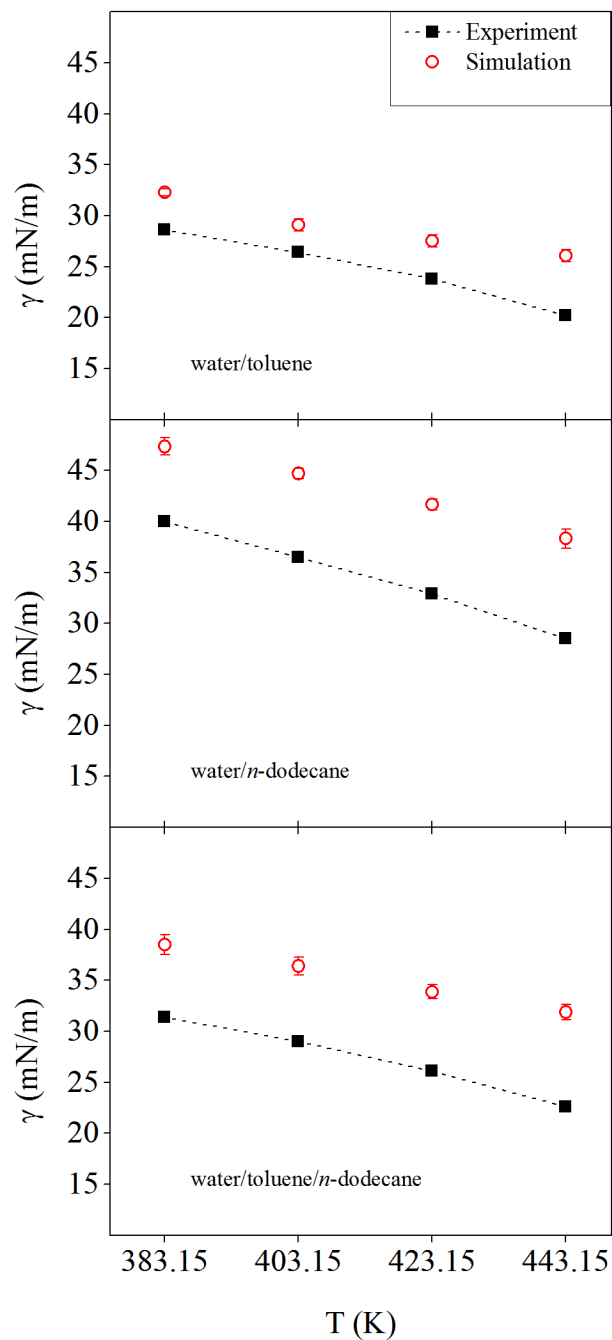 Experiment
Simulation
45
40
35
30
25
20
15
γ (mN/m)
water/toluene
45
40
35
30
25
20
15
γ (mN/m)
water/n-dodecane
45
40
35
30
25
20
15
γ (mN/m)
water/toluene/n-dodecane
383.15 403.15 423.15 443.15
T (K)